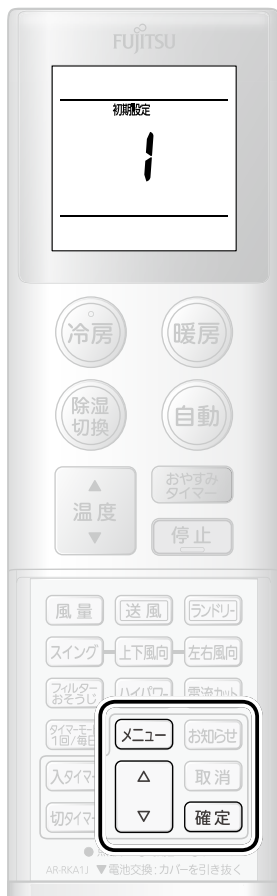 FUJITSU
初期設定
1
冷房 暖房
除湿切換 自動
▲ 温度 ▼
おやすみタイマー
停止
風量 送風 ランドリー
スイング 上下風向 左右風向
フィルターおそうじ ハイパワー 電流カット
1回/毎日 メニュー お知らせ
入タイマー △ 取消
切タイマー ▽ 確定
AR-RKA1J ▼電池交換:カバーを引き抜く